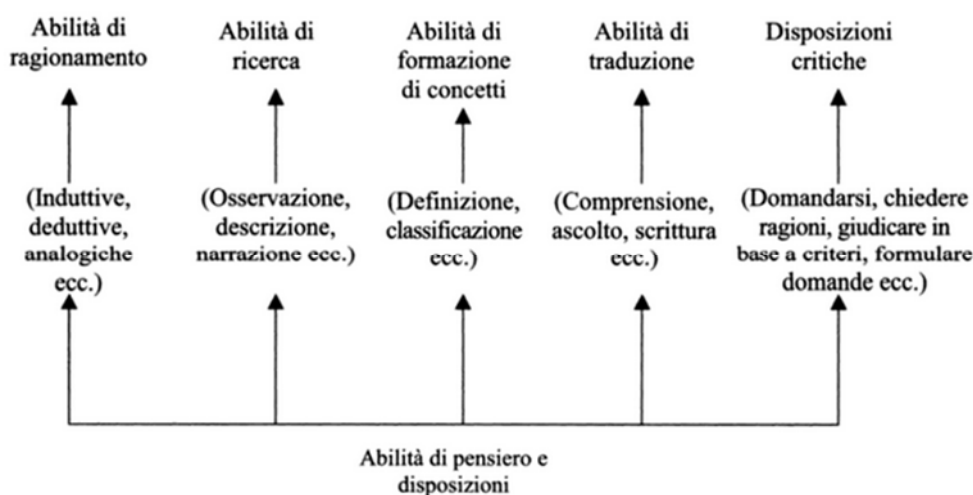 Abilità di
ragionamento
Abilità di
ricerca
Abilità di
formazione
di concetti
Abilità di
traduzione
Disposizioni
critiche
(Induttive,
deduttive,
analogiche
ecc.)
(Osservazione,
descrizione,
narrazione ecc.)
(Definizione,
classificazione
ecc.)
(Comprensione,
ascolto, scrittura
ecc.)
(Domandarsi, chiedere
ragioni, giudicare in
base a criteri, formulare
domande ecc.)
Abilità di pensiero e
disposizioni